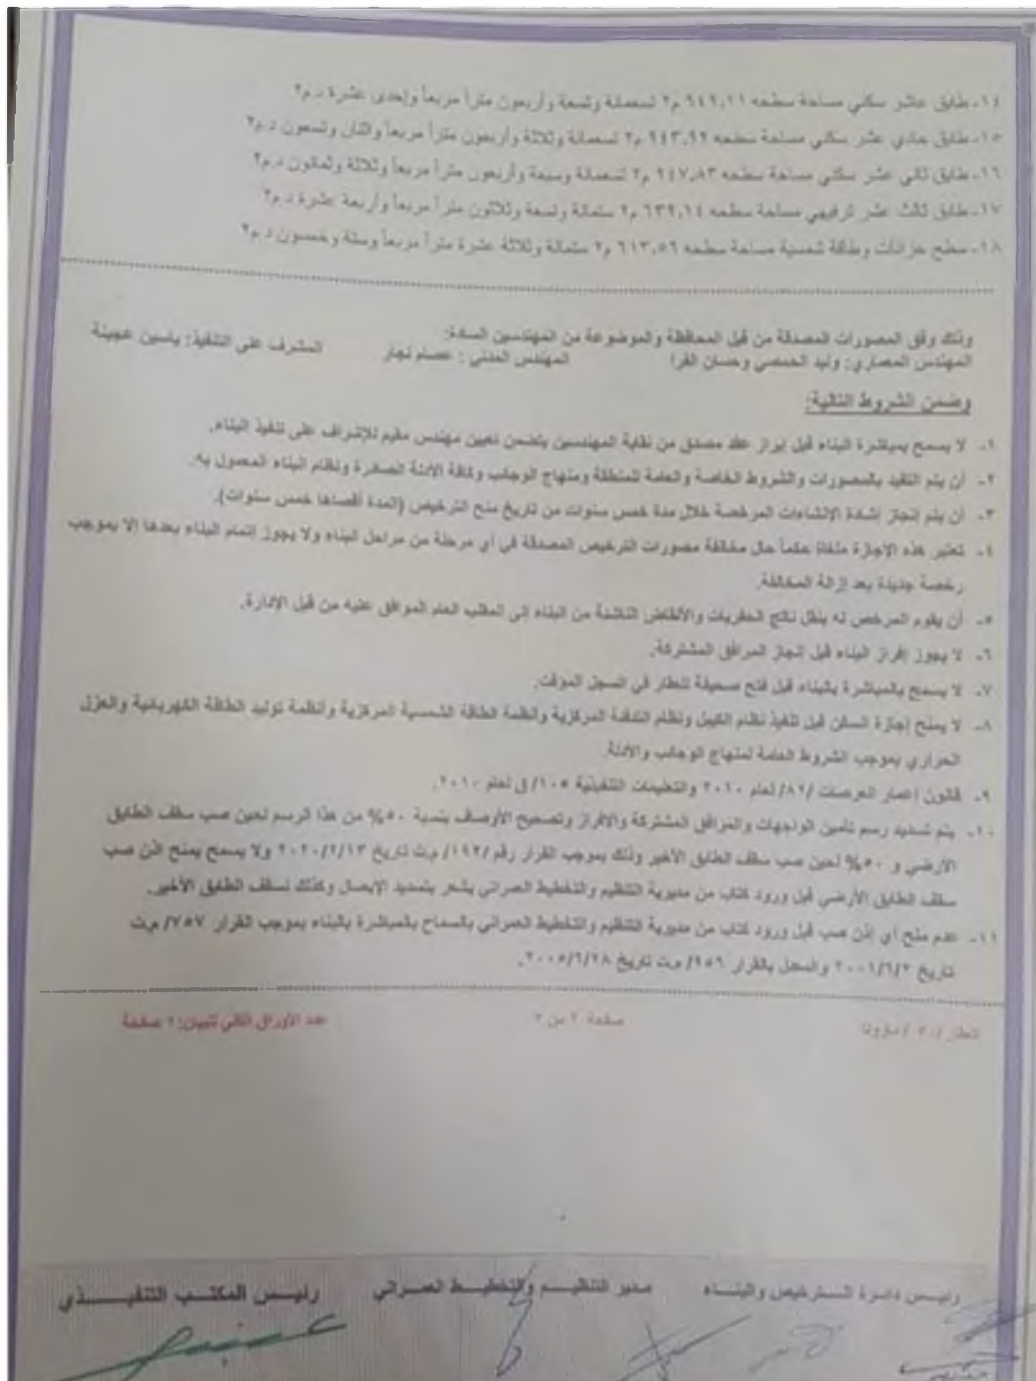 ١٤- طابق عاشر سكني مساحة سطحه ٩٤٩,١١ م٢ تسعمائة وتسعة وأربعون متراً مربعاً وإحدى عشرة د.م٢
١٥- طابق حادي عشر سكني مساحة سطحه ٩٤٣,٩٢ م٢ تسعمائة وثلاثة وأربعون متراً مربعاً واثنان وتسعون د.م٢
١٦- طابق ثاني عشر سكني مساحة سطحه ٩٤٧,٨٣ م٢ تسعمائة وسبعة وأربعون متراً مربعاً وثلاثة وثمانون د.م٢
١٧- طابق ثالث عشر ترفيهي مساحة سطحه ٦٣٩,١٤ م٢ ستمائة وتسعة وثلاثون متراً مربعاً وأربعة عشرة د.م٢
١٨- سطح خزانات وطاقة شمسية مساحة سطحه ٦١٣,٥٦ م٢ ستمائة وثلاثة عشرة متراً مربعاً وستة وخمسون د.م٢
وذلك وفق المصورات المصدقة من قبل المحافظة والموضوعة من المهندسين السادة:
المهندس المعماري: وليد الحمصي وحسان القرا المهندس المدني : عصام نجار المشرف على التنفيذ: ياسين عجينة
وضمن الشروط التالية:
١- لا يسمح بمباشرة البناء قبل إبراز عقد مصدق من نقابة المهندسين يتضمن تعيين مهندس مقيم للإشراف على تنفيذ البناء.
٢- أن يتم التقيد بالمصورات والشروط الخاصة والعامة للمنطقة ومنهاج الوجائب وكافة الأدلة الصادرة ونظام البناء المعمول به.
٣- أن يتم إنجاز إشادة الإنشاءات المرخصة خلال مدة خمس سنوات من تاريخ منح الترخيص (المدة أقصاها خمس سنوات).
٤- تعتبر هذه الإجازة ملغاة حكماً حال مخالفة مصورات الترخيص المصدقة في أي مرحلة من مراحل البناء ولا يجوز إتمام البناء بعدها إلا بموجب
رخصة جديدة بعد إزالة المخالفة.
٥- أن يقوم المرخص له بنقل ناتج الحفريات والأنقاض الناتجة من البناء إلى المقلب العام الموافق عليه من قبل الإدارة.
٦- لا يجوز إفراز البناء قبل انجاز المرافق المشتركة.
٧- لا يسمح بالمباشرة بالبناء قبل فتح صحيفة للعقار في السجل المؤقت.
٨- لا يمنح إجازة السكن قبل تنفيذ نظام الكيبل ونظام التدفئة المركزية وأنظمة الطاقة الشمسية المركزية وأنظمة توليد الطاقة الكهربائية والعزل
الحراري بموجب الشروط العامة لمنهاج الوجائب والأدلة.
٩- قانون إعمار العرصات /٨٢/ لعام ٢٠١٠ والتعليمات التنفيذية ١٠٥/ق لعام ٢٠١٠.
١٠- يتم تسديد رسم تأمين الواجهات والمرافق المشتركة والافراز وتصحيح الأوصاف بنسبة ٥٠% من هذا الرسم لحين صب سقف الطابق
الأرضي و ٥٠% لحين صب سقف الطابق الأخير وذلك بموجب القرار رقم /١٩٢/ م.ت تاريخ ٢٠٢٠/٢/١٣ ولا يسمح بمنح اذن صب
سقف الطابق الأرضي قبل ورود كتاب من مديرية التنظيم والتخطيط العمراني يشعر بتسديد الإيصال وكذلك لسقف الطابق الأخير.
١١- عدم منح أي إذن صب قبل ورود كتاب من مديرية التنظيم والتخطيط العمراني بالسماح بالمباشرة بالبناء بموجب القرار ٧٥٧/ م.ت
تاريخ ٢٠٠١/٦/٢ والمعدل بالقرار ٩٥٦/ م.ت تاريخ ٢٠٠٥/٦/٢٨.
صفحة ٢ من ٢ عدد الأوراق الكلي للبيان: ٢ صفحة
رئيس دائرة الترخيص والبناء مدير التنظيم والتخطيط العمراني رئيس المكتب التنفيذي